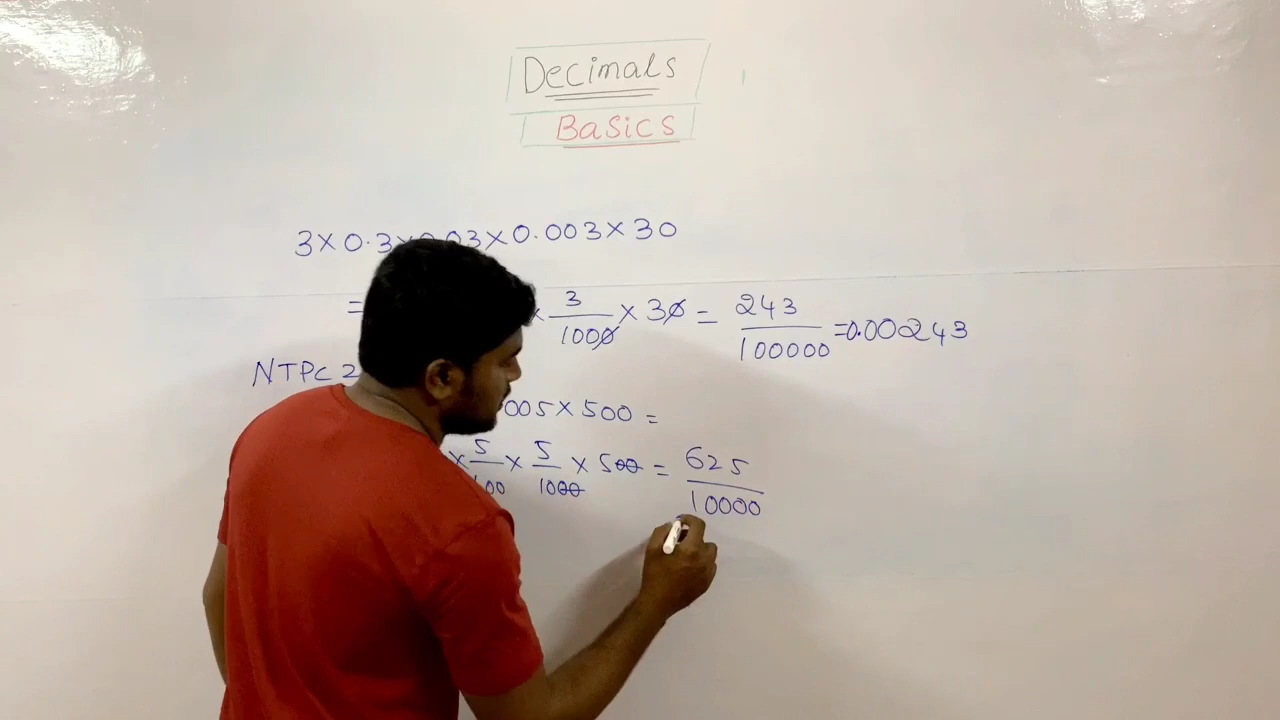 Decimals
Basics
3×0.3×0.03×0.003×30
= × 3/1000 × 30 = 243/100000 =0.00243
NTPC 2
005×500 =
× 5/100 × 5/1000 × 500 = 625/10000